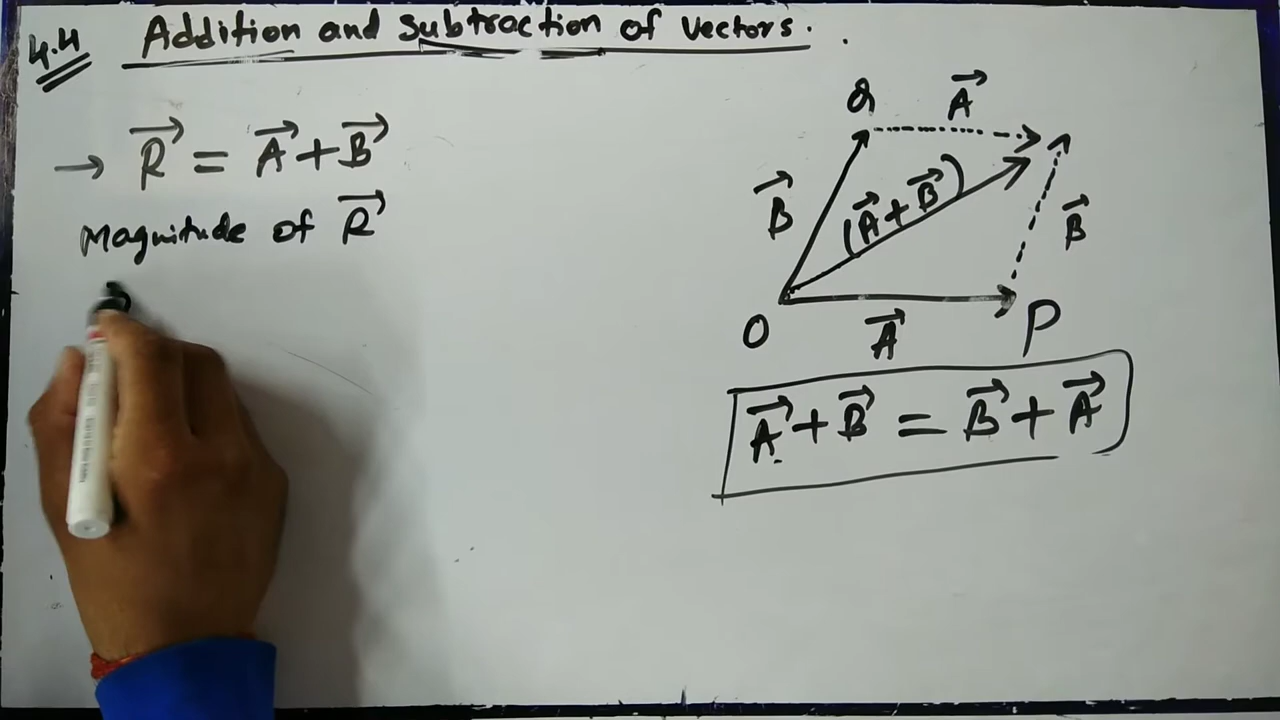 4.4 Addition and subtraction of vectors.
→ R⃗ = A⃗ + B⃗
Magnitude of R⃗
Q A⃗
B⃗ (A⃗ + B⃗) B⃗
O A⃗ P
A⃗ + B⃗ = B⃗ + A⃗